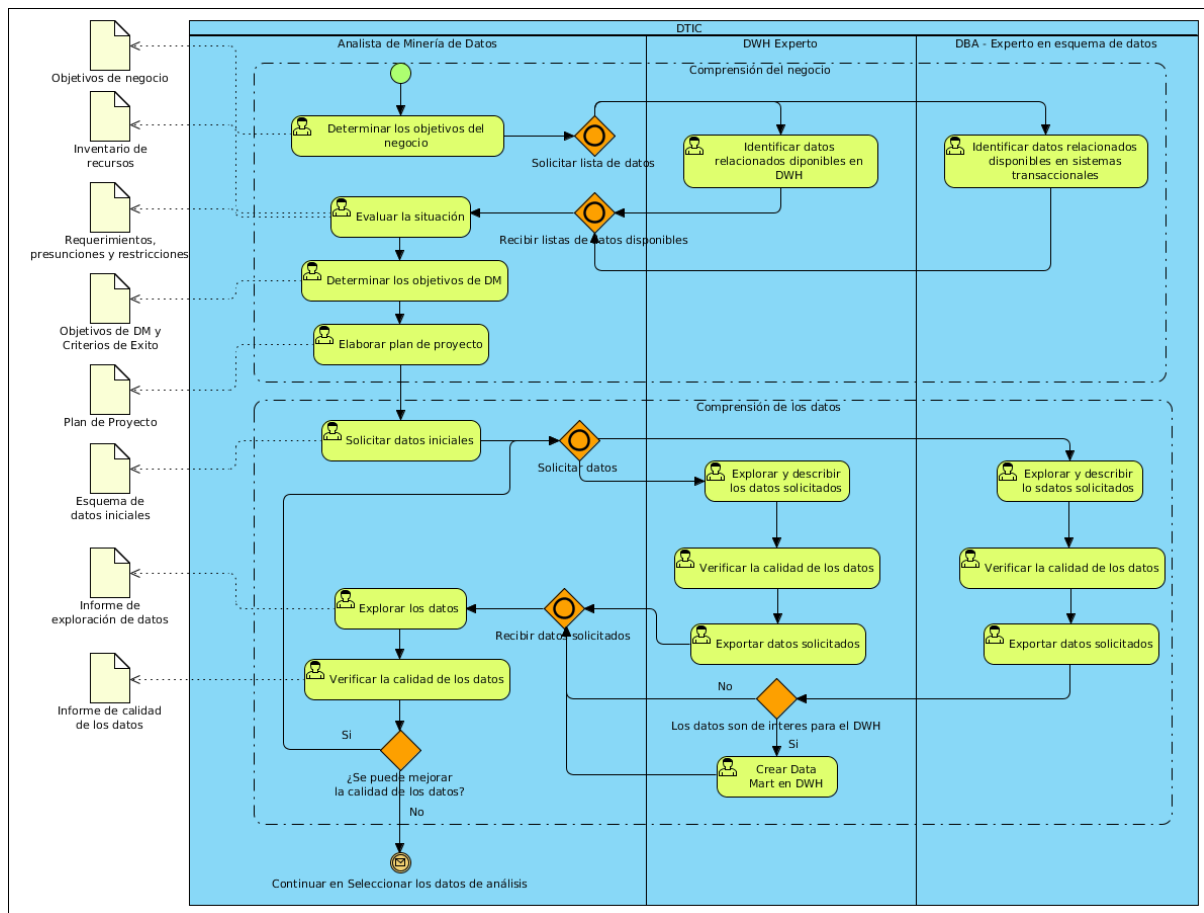 DTIC
Analista de Minería de Datos
DWH Experto
DBA - Experto en esquema de datos
Comprensión del negocio
Objetivos de negocio
Inventario de
recursos
Requerimientos,
presunciones y restricciones
Objetivos de DM y
Criterios de Exito
Plan de Proyecto
Esquema de
datos iniciales
Informe de
exploración de datos
Informe de calidad
de los datos
Determinar los objetivos del
negocio
Solicitar lista de datos
Identificar datos
relacionados diponibles en
DWH
Identificar datos relacionados
disponibles en sistemas
transaccionales
Evaluar la situación
Recibir listas de datos disponibles
Determinar los objetivos de DM
Elaborar plan de proyecto
Comprensión de los datos
Solicitar datos iniciales
Solicitar datos
Explorar y describir
los datos solicitados
Explorar y describir
lo sdatos solicitados
Verificar la calidad de los datos
Verificar la calidad de los datos
Explorar los datos
Recibir datos solicitados
Exportar datos solicitados
Exportar datos solicitados
Verificar la calidad de los datos
No
Los datos son de interes para el DWH
Si
Si
Crear Data
Mart en DWH
¿Se puede mejorar
la calidad de los datos?
No
Continuar en Seleccionar los datos de análisis